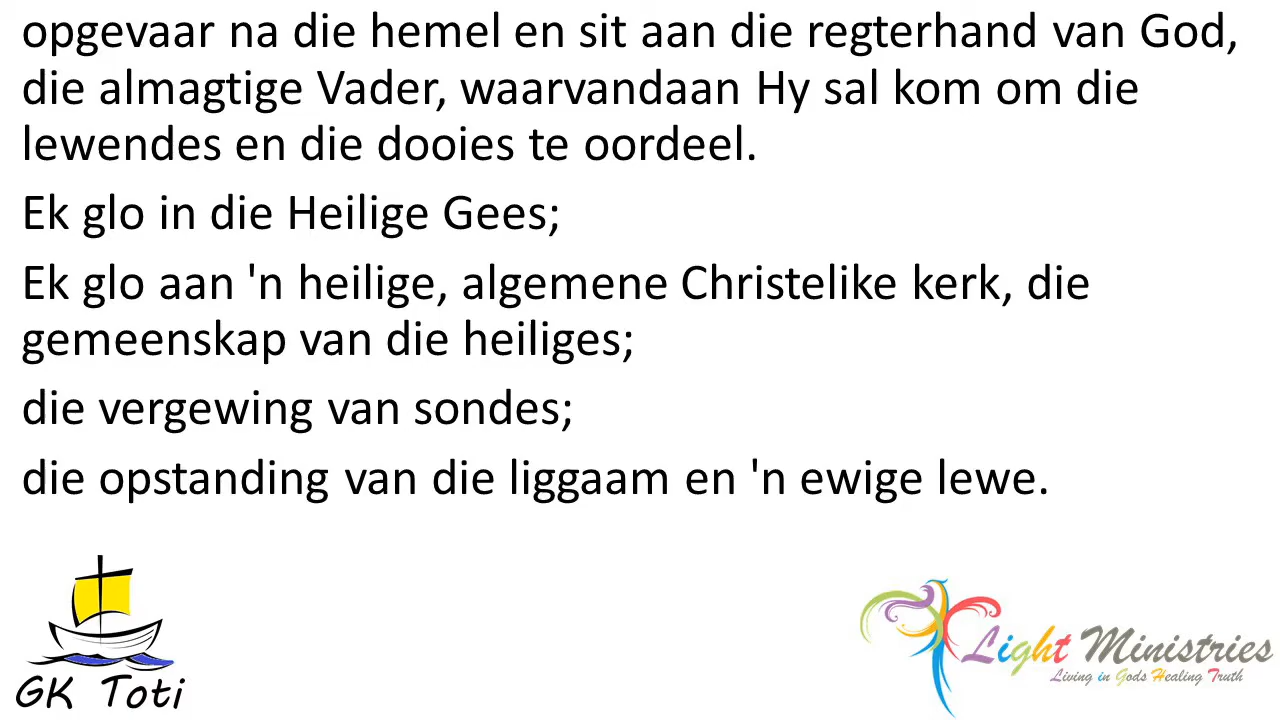 opgevaar na die hemel en sit aan die regterhand van God,
die almagtige Vader, waarvandaan Hy sal kom om die
lewendes en die dooies te oordeel.
Ek glo in die Heilige Gees;
Ek glo aan 'n heilige, algemene Christelike kerk, die
gemeenskap van die heiliges;
die vergewing van sondes;
die opstanding van die liggaam en 'n ewige lewe.
GK Toti
Light Ministries
Living in Gods Healing Truth